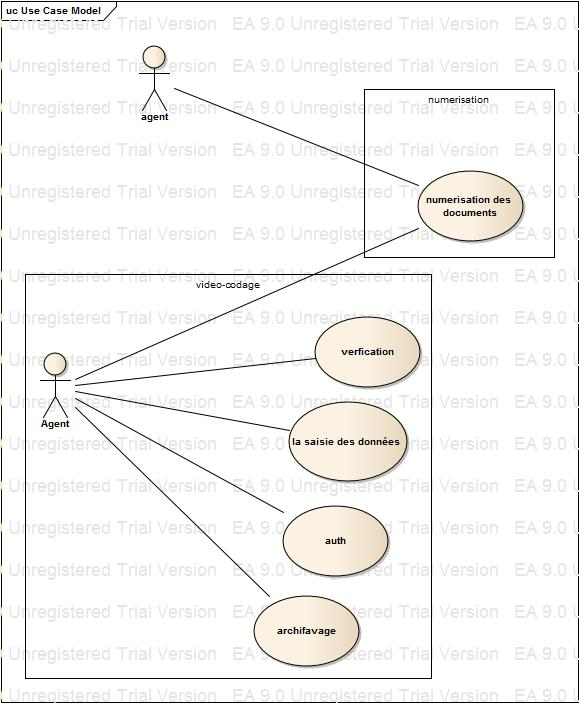 uc Use Case Model
EA 9.0 Unregistered Trial Version
agent
numerisation
numerisation des
documents
video-codage
Agent
verfication
la saisie des données
auth
archifavage